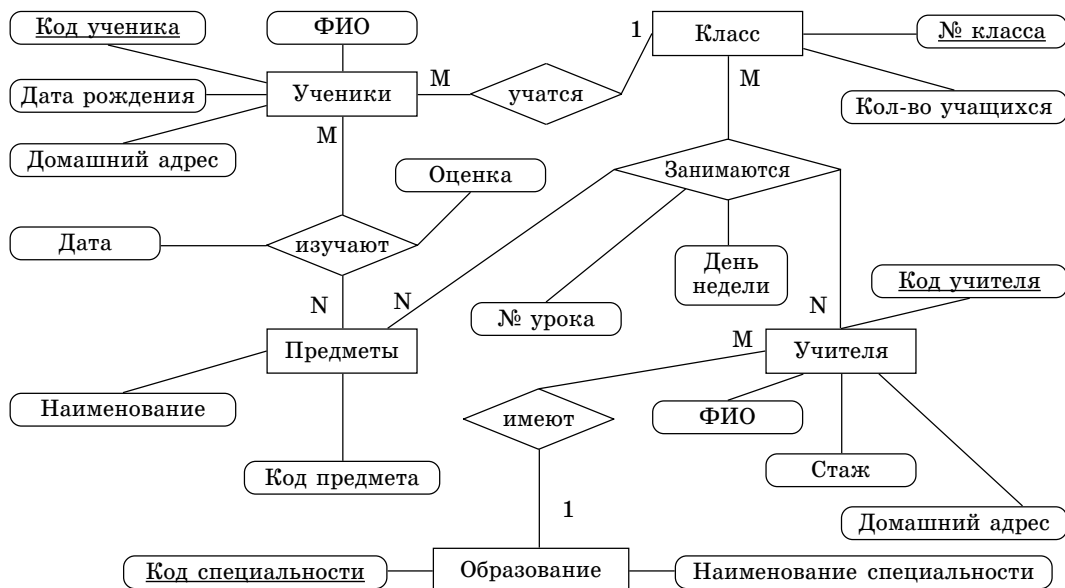 Код ученика
ФИО
1
Класс
№ класса
Дата рождения
Ученики
М
учатся
М
Кол-во учащихся
Домашний адрес
М
Оценка
Занимаются
Дата
изучают
День
недели
Код учителя
N
N
№ урока
N
Предметы
М
Учителя
Наименование
имеют
ФИО
Код предмета
Стаж
1
Домашний адрес
Код специальности
Образование
Наименование специальности